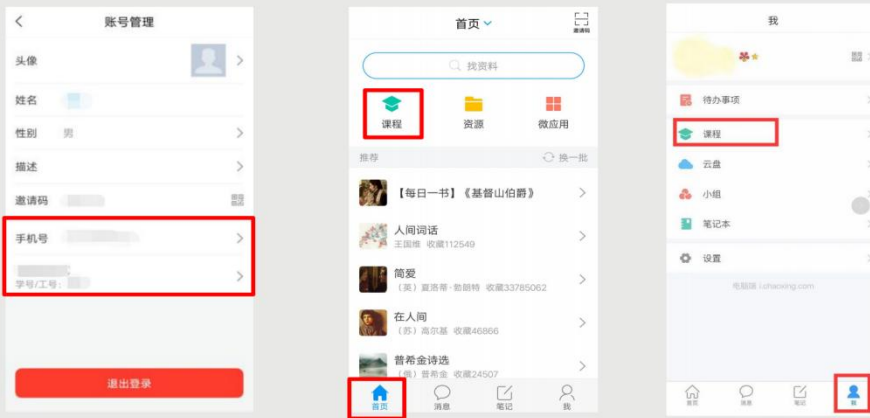 账号管理
头像
姓名
性别 男
描述
邀请码
手机号
学号/工号:
退出登录
首页
邀请码
找资料
课程
资源
微应用
推荐
换一批
【每日一书】《基督山伯爵》
人间词话
王国维 收藏112549
简爱
(英) 夏洛蒂·勃朗特 收藏33785062
在人间
(苏) 高尔基 收藏46866
普希金诗选
(俄) 普希金 收藏24507
首页
消息
笔记
我
我
待办事项
课程
云盘
小组
笔记本
设置
电脑端 i.chaoxing.com
首页
消息
笔记
我